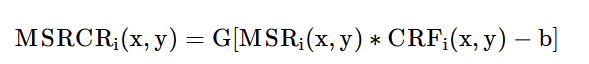 MSRCRᵢ(x, y) = G[MSRᵢ(x, y) ∗ CRFᵢ(x, y) − b]